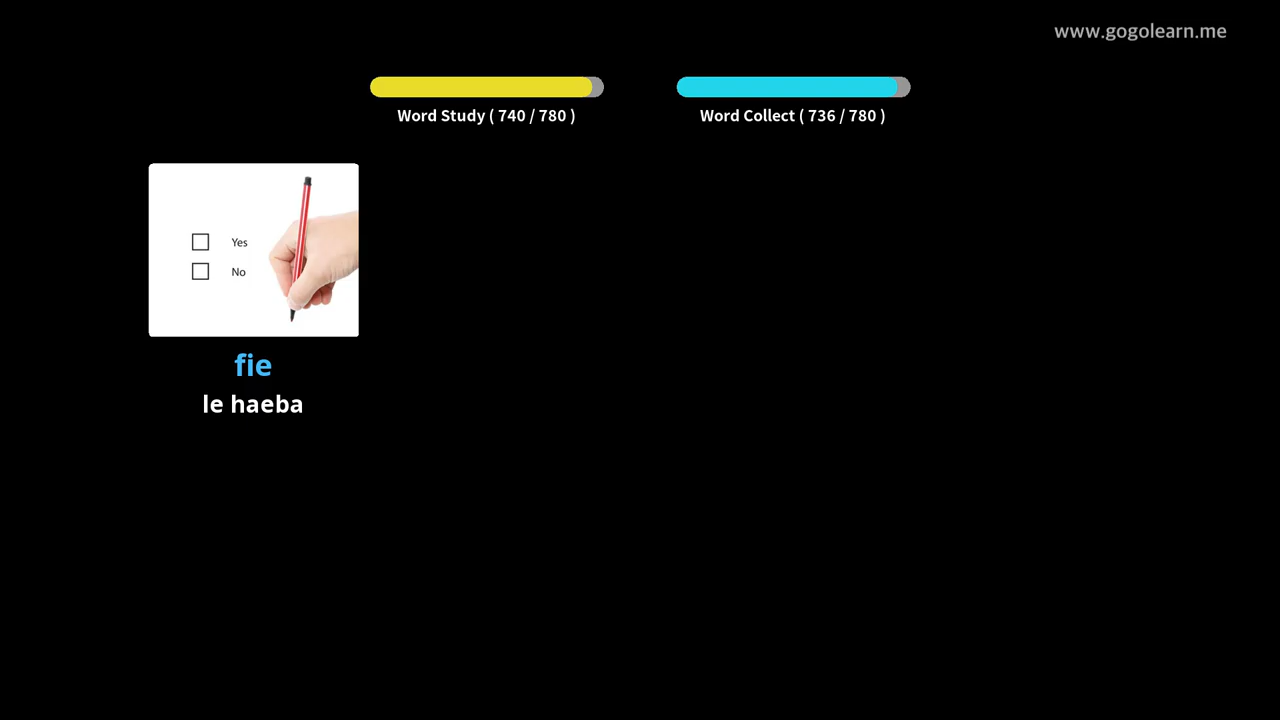 www.gogolearn.me
Word Study ( 740 / 780 )
Word Collect ( 736 / 780 )
Yes
No
fie
le haeba